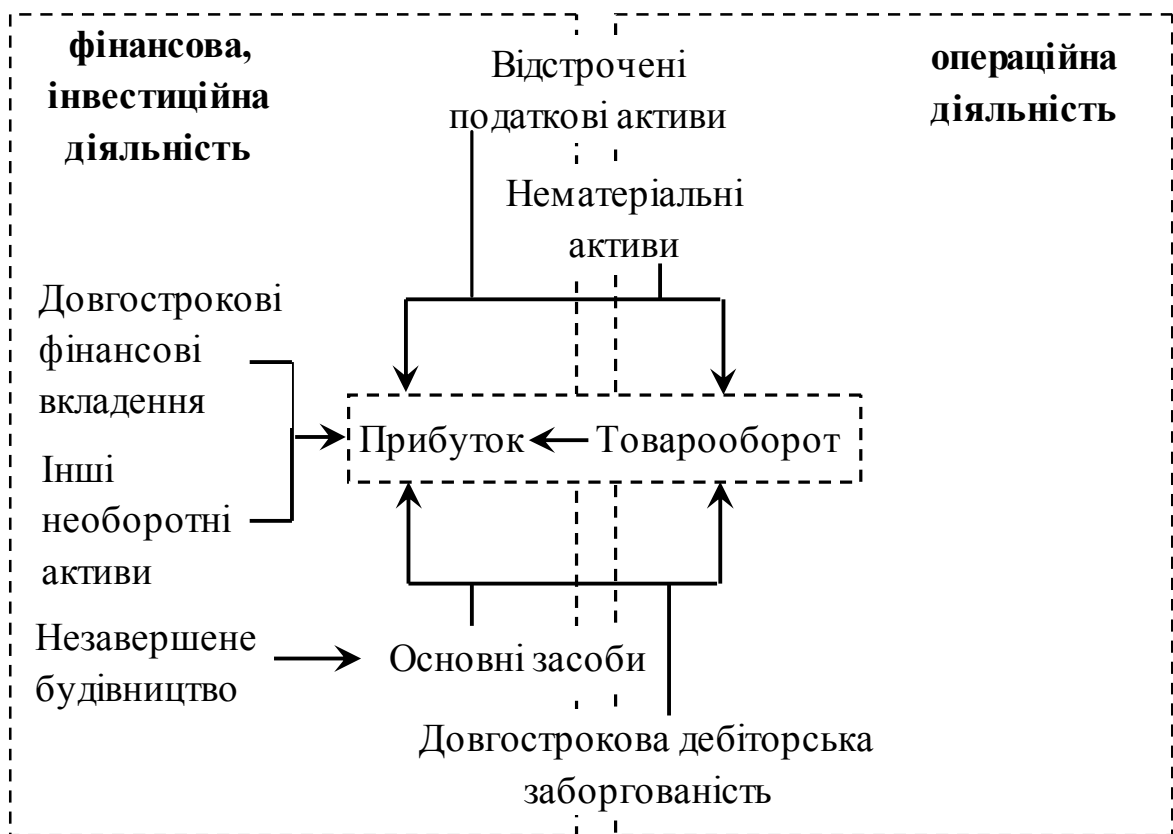 фінансова,
інвестиційна
діяльність
Відстрочені
податкові активи
операційна
діяльність
Нематеріальні
активи
Довгострокові
фінансові
вкладення
Прибуток
Товарооборот
Інші
необоротні
активи
Незавершене
будівництво
Основні засоби
Довгострокова дебіторська
заборгованість